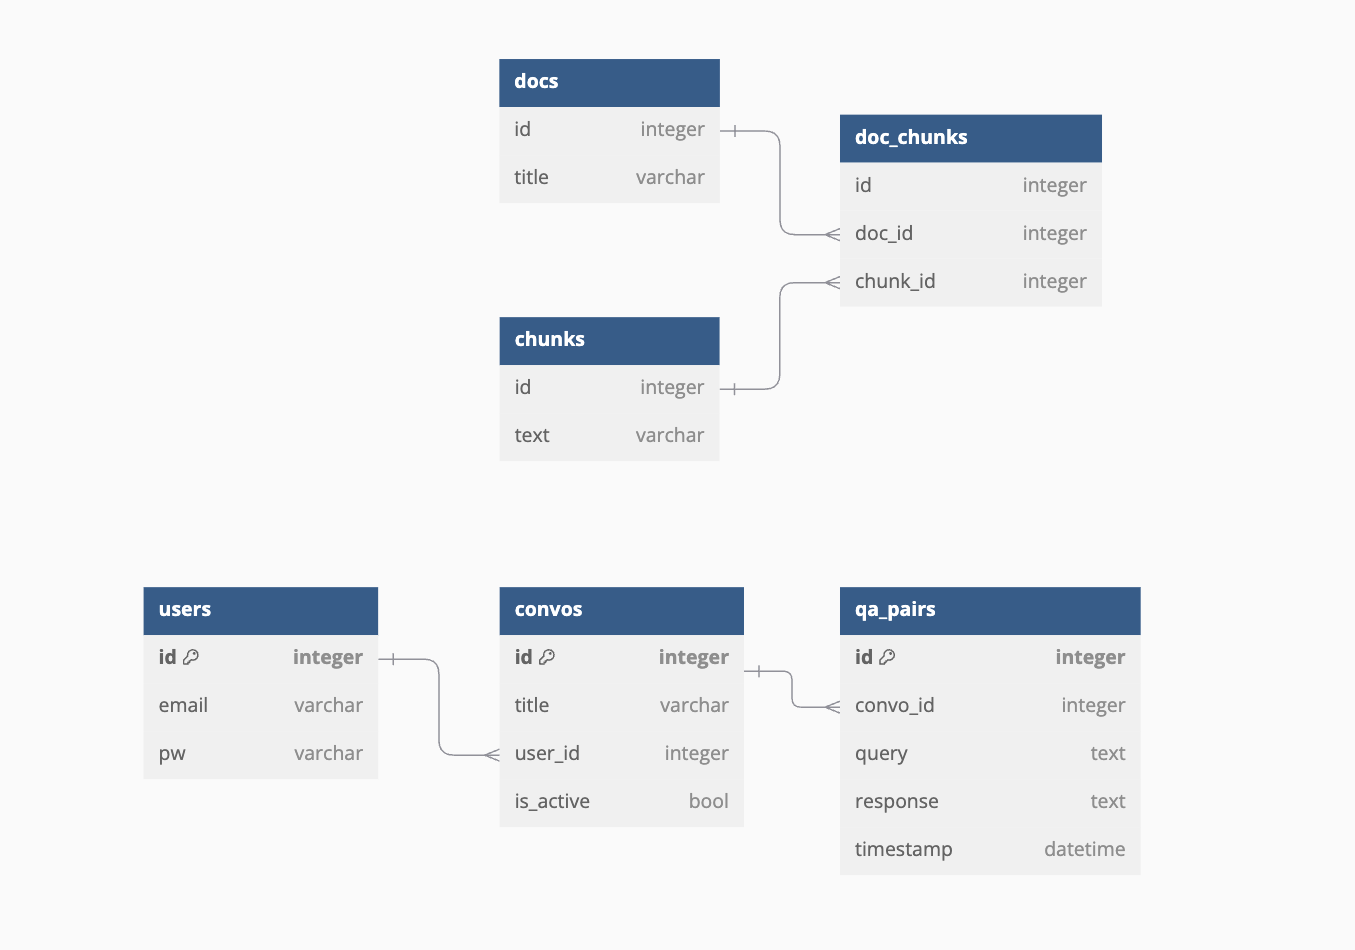 docs
id integer
title varchar
doc_chunks
id integer
doc_id integer
chunk_id integer
chunks
id integer
text varchar
users
id integer
email varchar
pw varchar
convos
id integer
title varchar
user_id integer
is_active bool
qa_pairs
id integer
convo_id integer
query text
response text
timestamp datetime